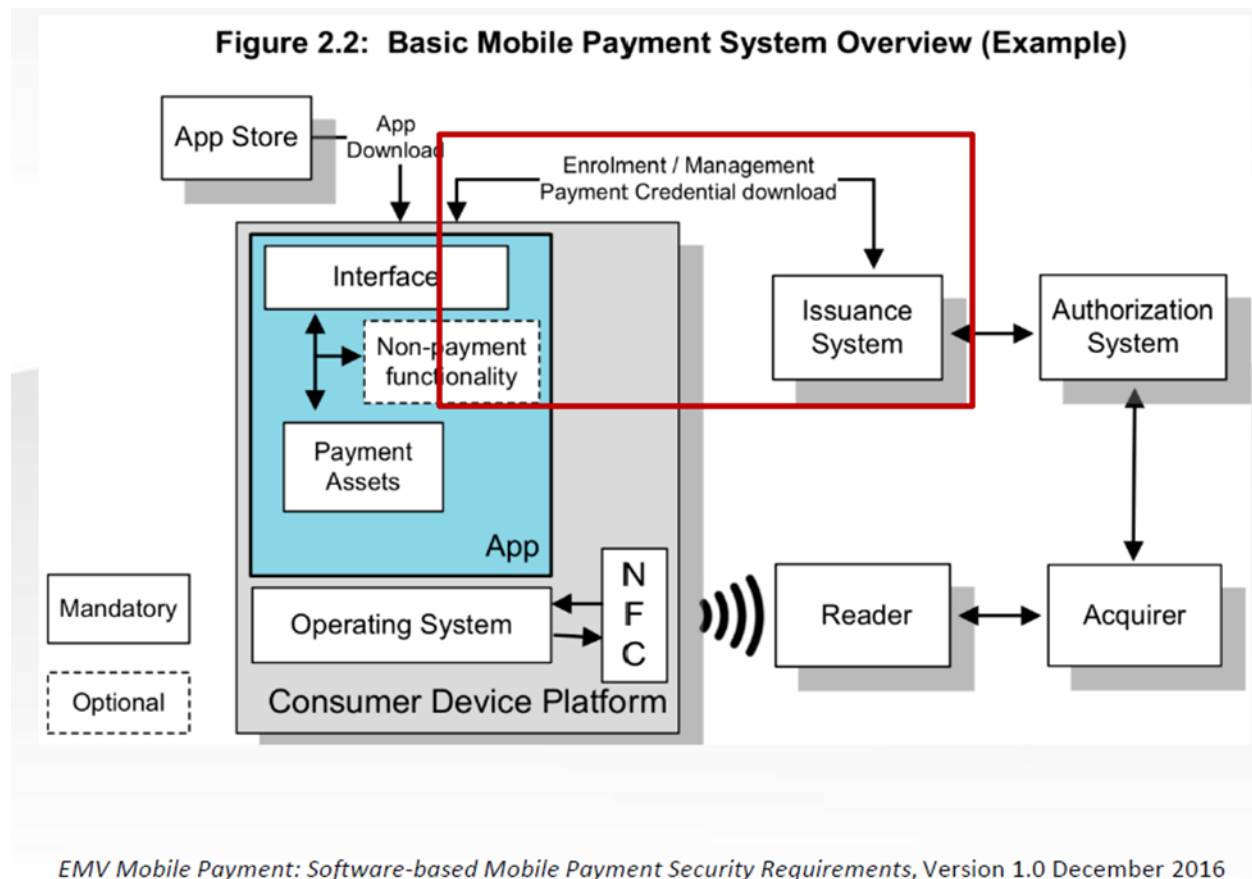 Figure 2.2:  Basic Mobile Payment System Overview (Example)
App Store
App
Download
Enrolment / Management
Payment Credential download
Interface
Non-payment
functionality
Payment
Assets
App
Issuance
System
Authorization
System
Mandatory
Optional
Operating System
N
F
C
Consumer Device Platform
Reader
Acquirer
EMV Mobile Payment: Software-based Mobile Payment Security Requirements, Version 1.0 December 2016